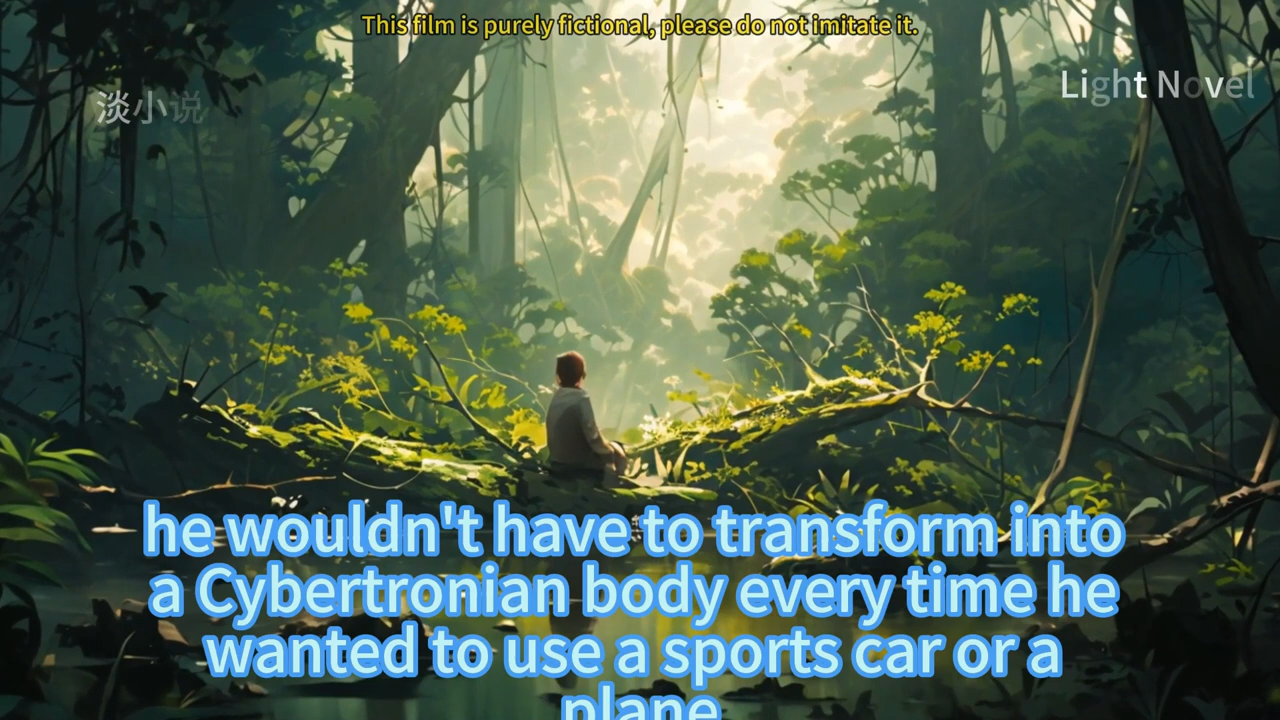 This film is purely fictional, please do not imitate it.
Light Novel
淡小说
he wouldn't have to transform into
a Cybertronian body every time he
wanted to use a sports car or a
plane